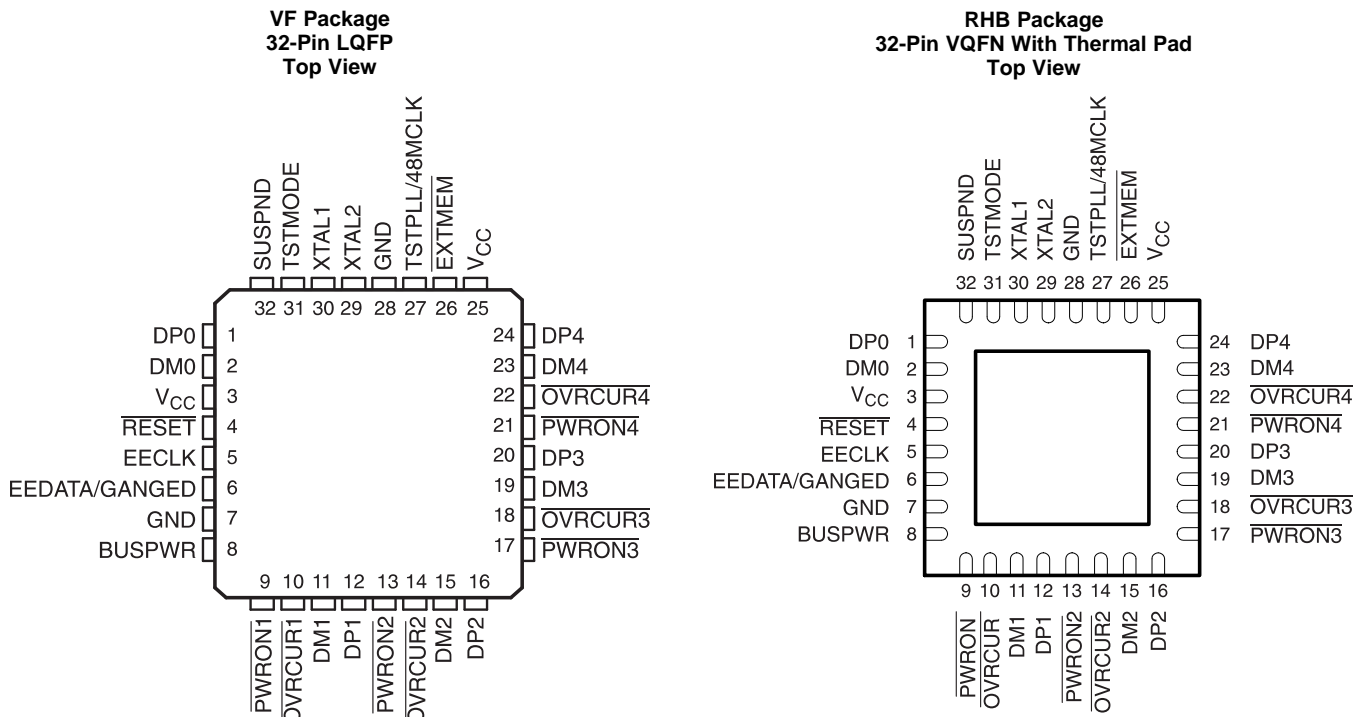 VF Package
32-Pin LQFP
Top View
SUSPND
TSTMODE
XTAL1
XTAL2
GND
TSTPLL/48MCLK
EXTMEM
VCC
32 31 30 29 28 27 26 25
DP0 1
DM0 2
VCC 3
RESET 4
EECLK 5
EEDATA/GANGED 6
GND 7
BUSPWR 8
24 DP4
23 DM4
22 OVRCUR4
21 PWRON4
20 DP3
19 DM3
18 OVRCUR3
17 PWRON3
9 10 11 12 13 14 15 16
PWRON1
OVRCUR1
DM1
DP1
PWRON2
OVRCUR2
DM2
DP2
RHB Package
32-Pin VQFN With Thermal Pad
Top View
SUSPND
TSTMODE
XTAL1
XTAL2
GND
TSTPLL/48MCLK
EXTMEM
VCC
32 31 30 29 28 27 26 25
DP0 1
DM0 2
VCC 3
RESET 4
EECLK 5
EEDATA/GANGED 6
GND 7
BUSPWR 8
24 DP4
23 DM4
22 OVRCUR4
21 PWRON4
20 DP3
19 DM3
18 OVRCUR3
17 PWRON3
9 10 11 12 13 14 15 16
PWRON
OVRCUR
DM1
DP1
PWRON2
OVRCUR2
DM2
DP2